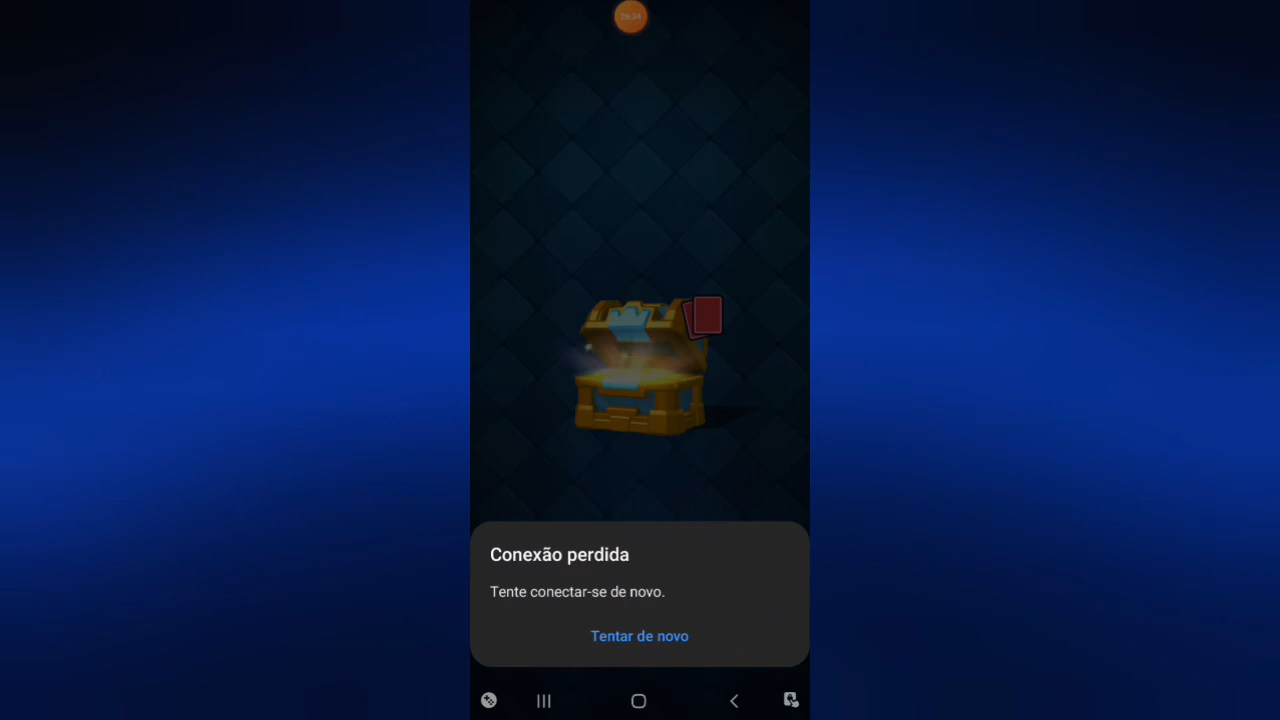 Conexão perdida
Tente conectar-se de novo.
Tentar de novo